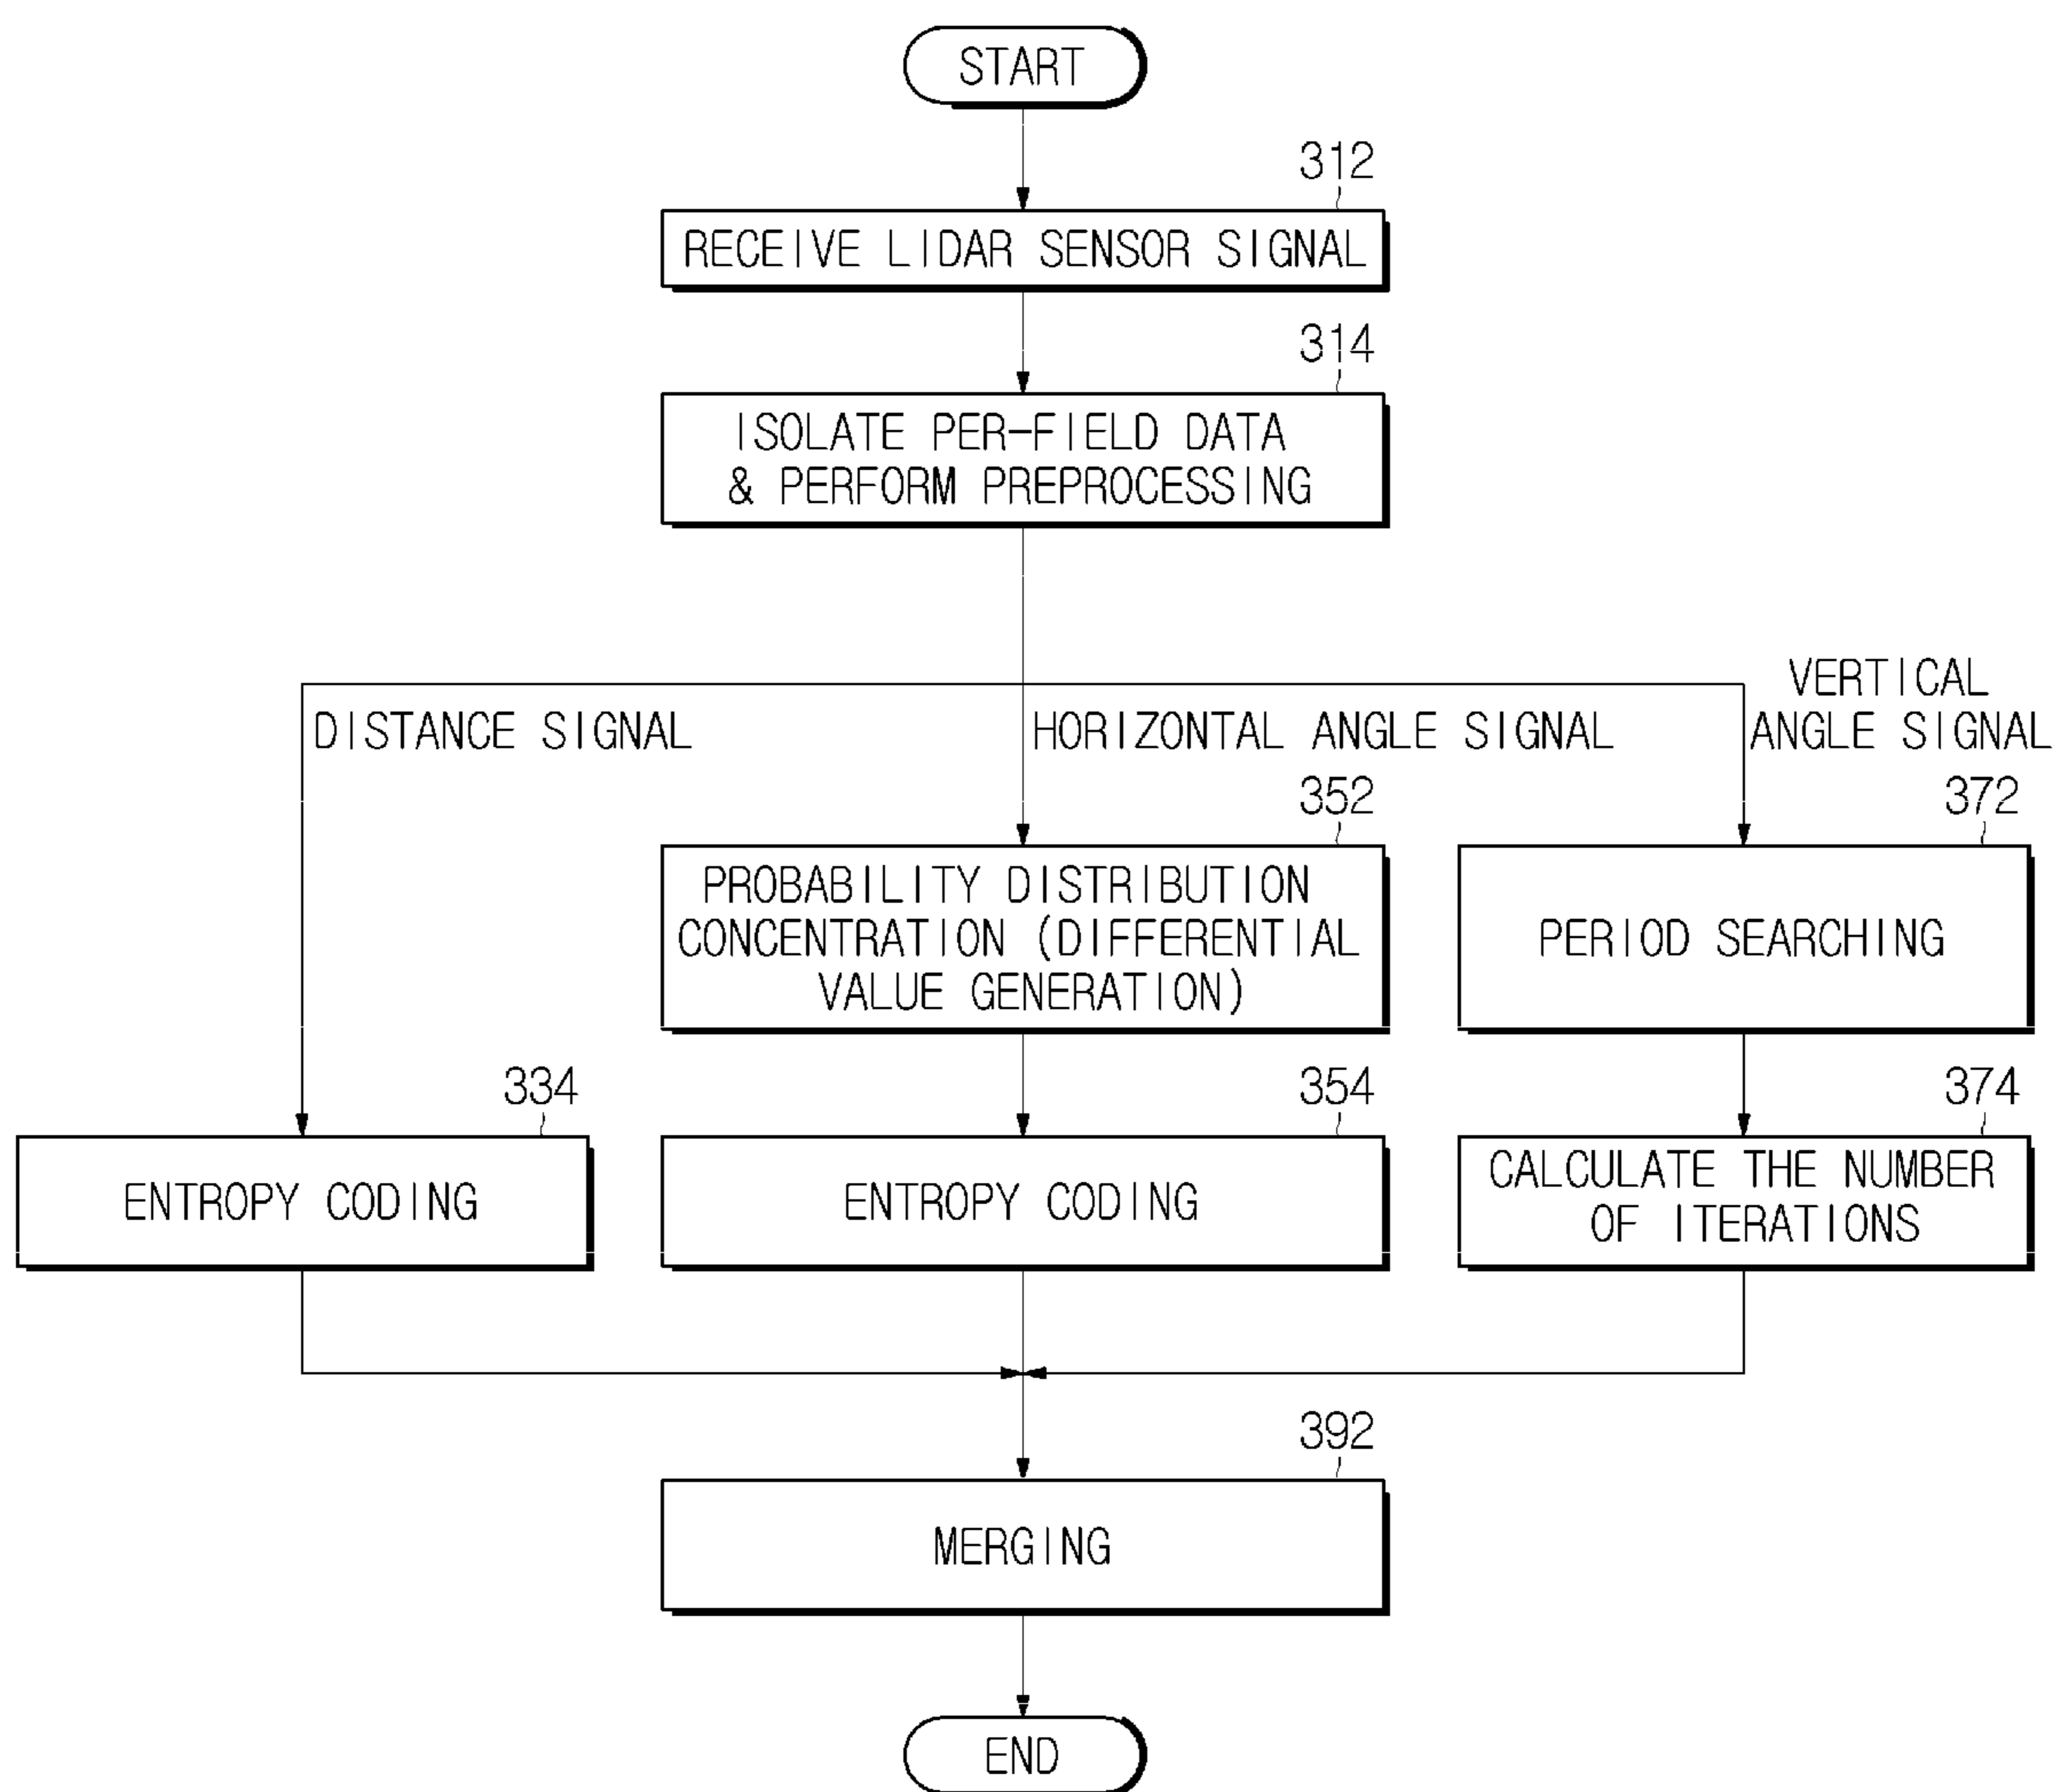 START
312
RECEIVE LIDAR SENSOR SIGNAL
314
ISOLATE PER-FIELD DATA
& PERFORM PREPROCESSING
DISTANCE SIGNAL
HORIZONTAL ANGLE SIGNAL
VERTICAL
ANGLE SIGNAL
352
PROBABILITY DISTRIBUTION
CONCENTRATION (DIFFERENTIAL
VALUE GENERATION)
372
PERIOD SEARCHING
334
ENTROPY CODING
354
ENTROPY CODING
374
CALCULATE THE NUMBER
OF ITERATIONS
392
MERGING
END